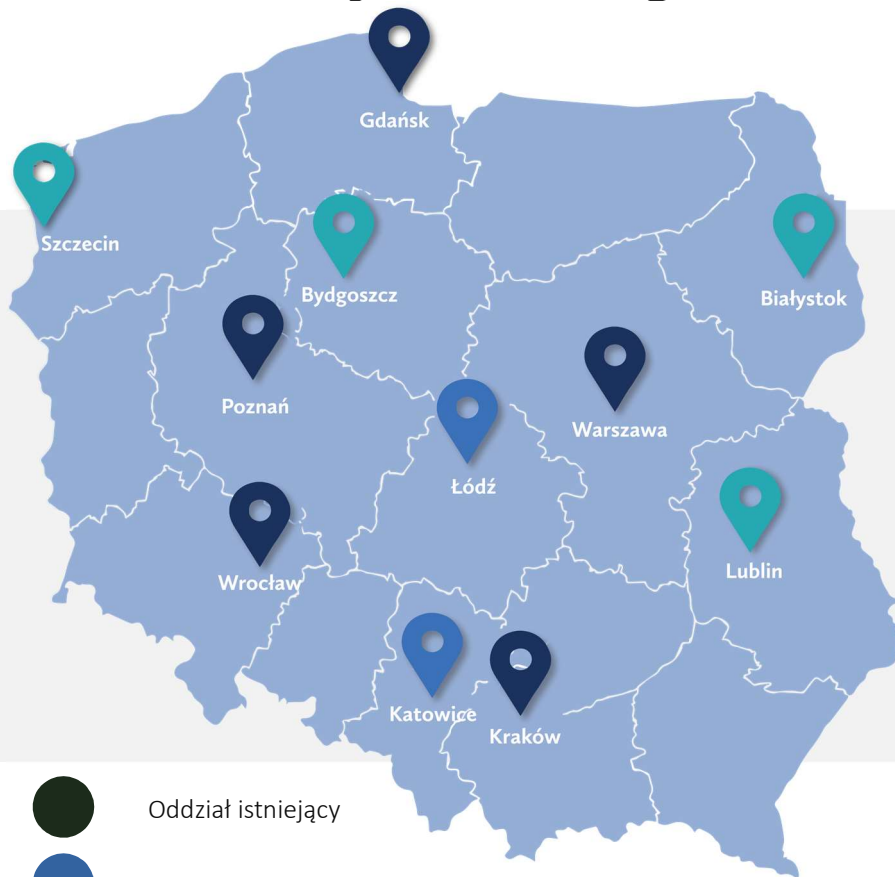 Gdańsk
Szczecin
Bydgoszcz
Białystok
Poznań
Warszawa
Łódź
Lublin
Wrocław
Katowice
Kraków
Oddział istniejący